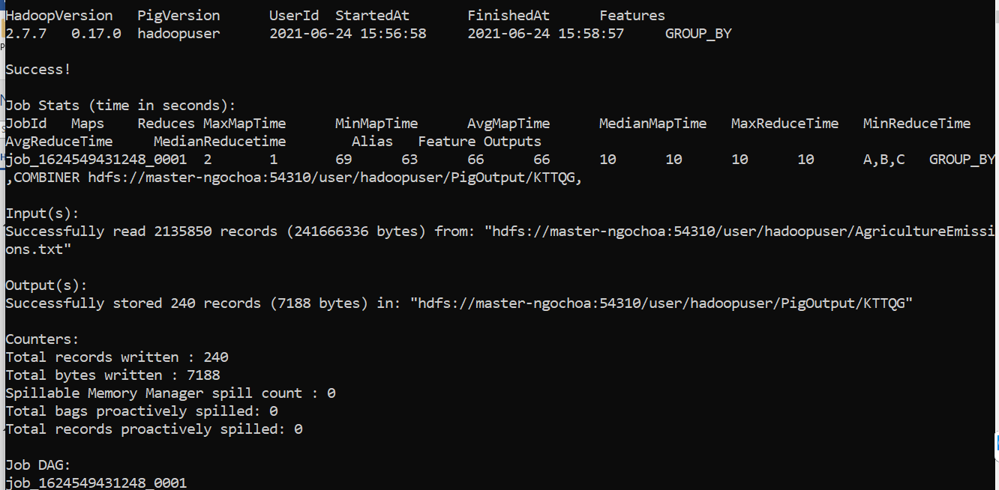 HadoopVersion PigVersion UserId StartedAt FinishedAt Features
2.7.7 0.17.0 hadoopuser 2021-06-24 15:56:58 2021-06-24 15:58:57 GROUP_BY
Success!
Job Stats (time in seconds):
JobId Maps Reduces MaxMapTime MinMapTime AvgMapTime MedianMapTime MaxReduceTime MinReduceTime
AvgReduceTime MedianReducetime Alias Feature Outputs
job_1624549431248_0001 2 1 69 63 66 66 10 10 10 10 A,B,C GROUP_BY
,COMBINER hdfs://master-ngochoa:54310/user/hadoopuser/PigOutput/KTTQG,
Input(s):
Successfully read 2135850 records (241666336 bytes) from: "hdfs://master-ngochoa:54310/user/hadoopuser/AgricultureEmissi
ons.txt"
Output(s):
Successfully stored 240 records (7188 bytes) in: "hdfs://master-ngochoa:54310/user/hadoopuser/PigOutput/KTTQG"
Counters:
Total records written : 240
Total bytes written : 7188
Spillable Memory Manager spill count : 0
Total bags proactively spilled: 0
Total records proactively spilled: 0
Job DAG:
job_1624549431248_0001